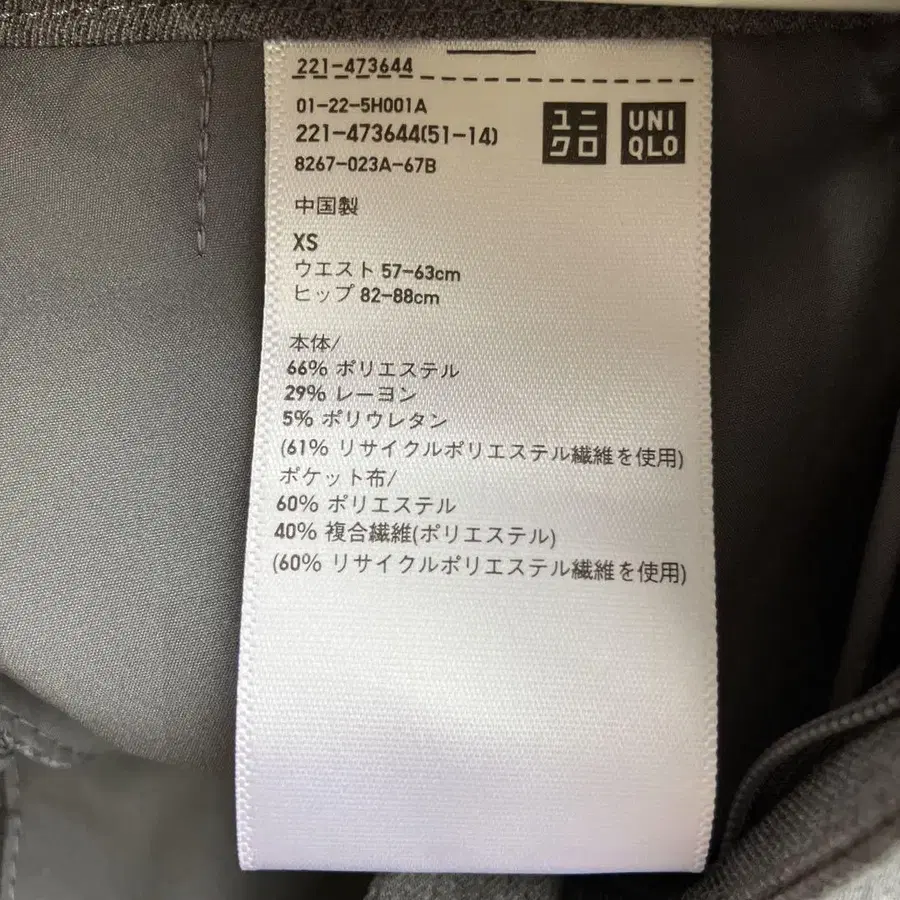 221-473644
01-22-5H001A
221-473644(51-14)
8267-023A-67B
ユニクロ
UNIQLO
中国製
XS
ウエスト 57-63cm
ヒップ 82-88cm
本体/
66% ポリエステル
29% レーヨン
5% ポリウレタン
(61% リサイクルポリエステル繊維を使用)
ポケット布/
60% ポリエステル
40% 複合繊維(ポリエステル)
(60% リサイクルポリエステル繊維を使用)